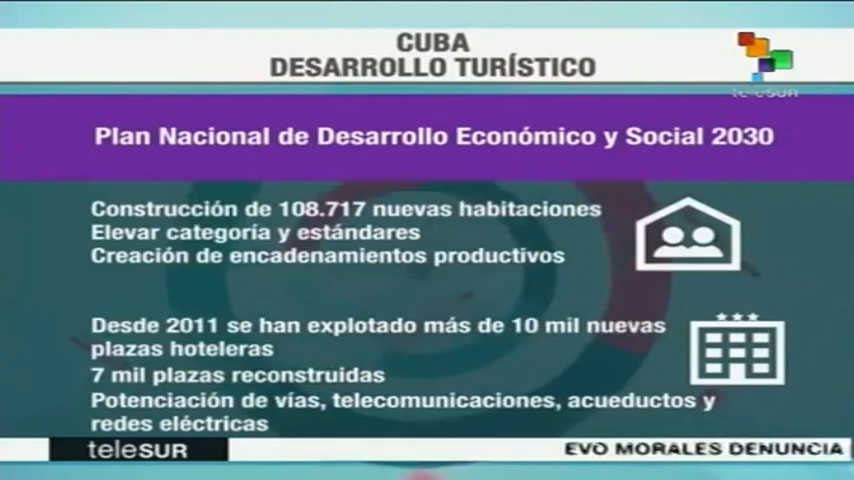 CUBA
DESARROLLO TURÍSTICO
teleSUR
Plan Nacional de Desarrollo Económico y Social 2030
Construcción de 108.717 nuevas habitaciones
Elevar categoría y estándares
Creación de encadenamientos productivos
Desde 2011 se han explotado más de 10 mil nuevas
plazas hoteleras
7 mil plazas reconstruidas
Potenciación de vías, telecomunicaciones, acueductos y
redes eléctricas
teleSUR
EVO MORALES DENUNCIA